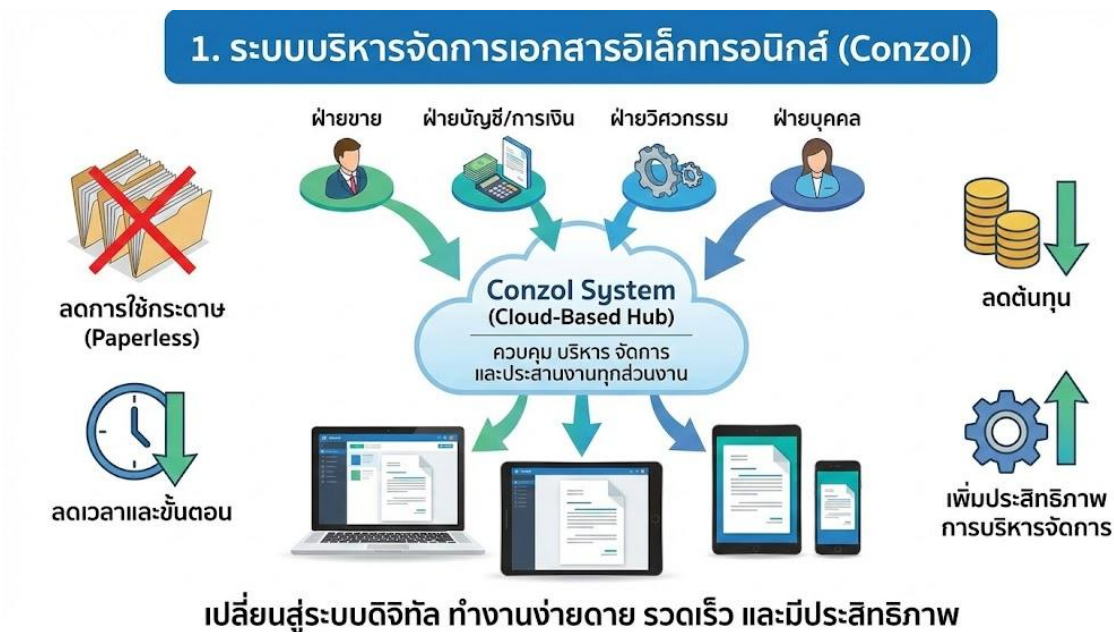 1. ระบบบริหารจัดการเอกสารอิเล็กทรอนิกส์ (Conzol)
ฝ่ายขาย
ฝ่ายบัญชี/การเงิน
ฝ่ายวิศวกรรม
ฝ่ายบุคคล
ลดการใช้กระดาษ
(Paperless)
ลดต้นทุน
Conzol System
(Cloud-Based Hub)
ควบคุม บริหาร จัดการ
และประสานงานทุกส่วนงาน
ลดเวลาและขั้นตอน
เพิ่มประสิทธิภาพ
การบริหารจัดการ
เปลี่ยนสู่ระบบดิจิทัล ทำงานง่ายดาย รวดเร็ว และมีประสิทธิภาพ